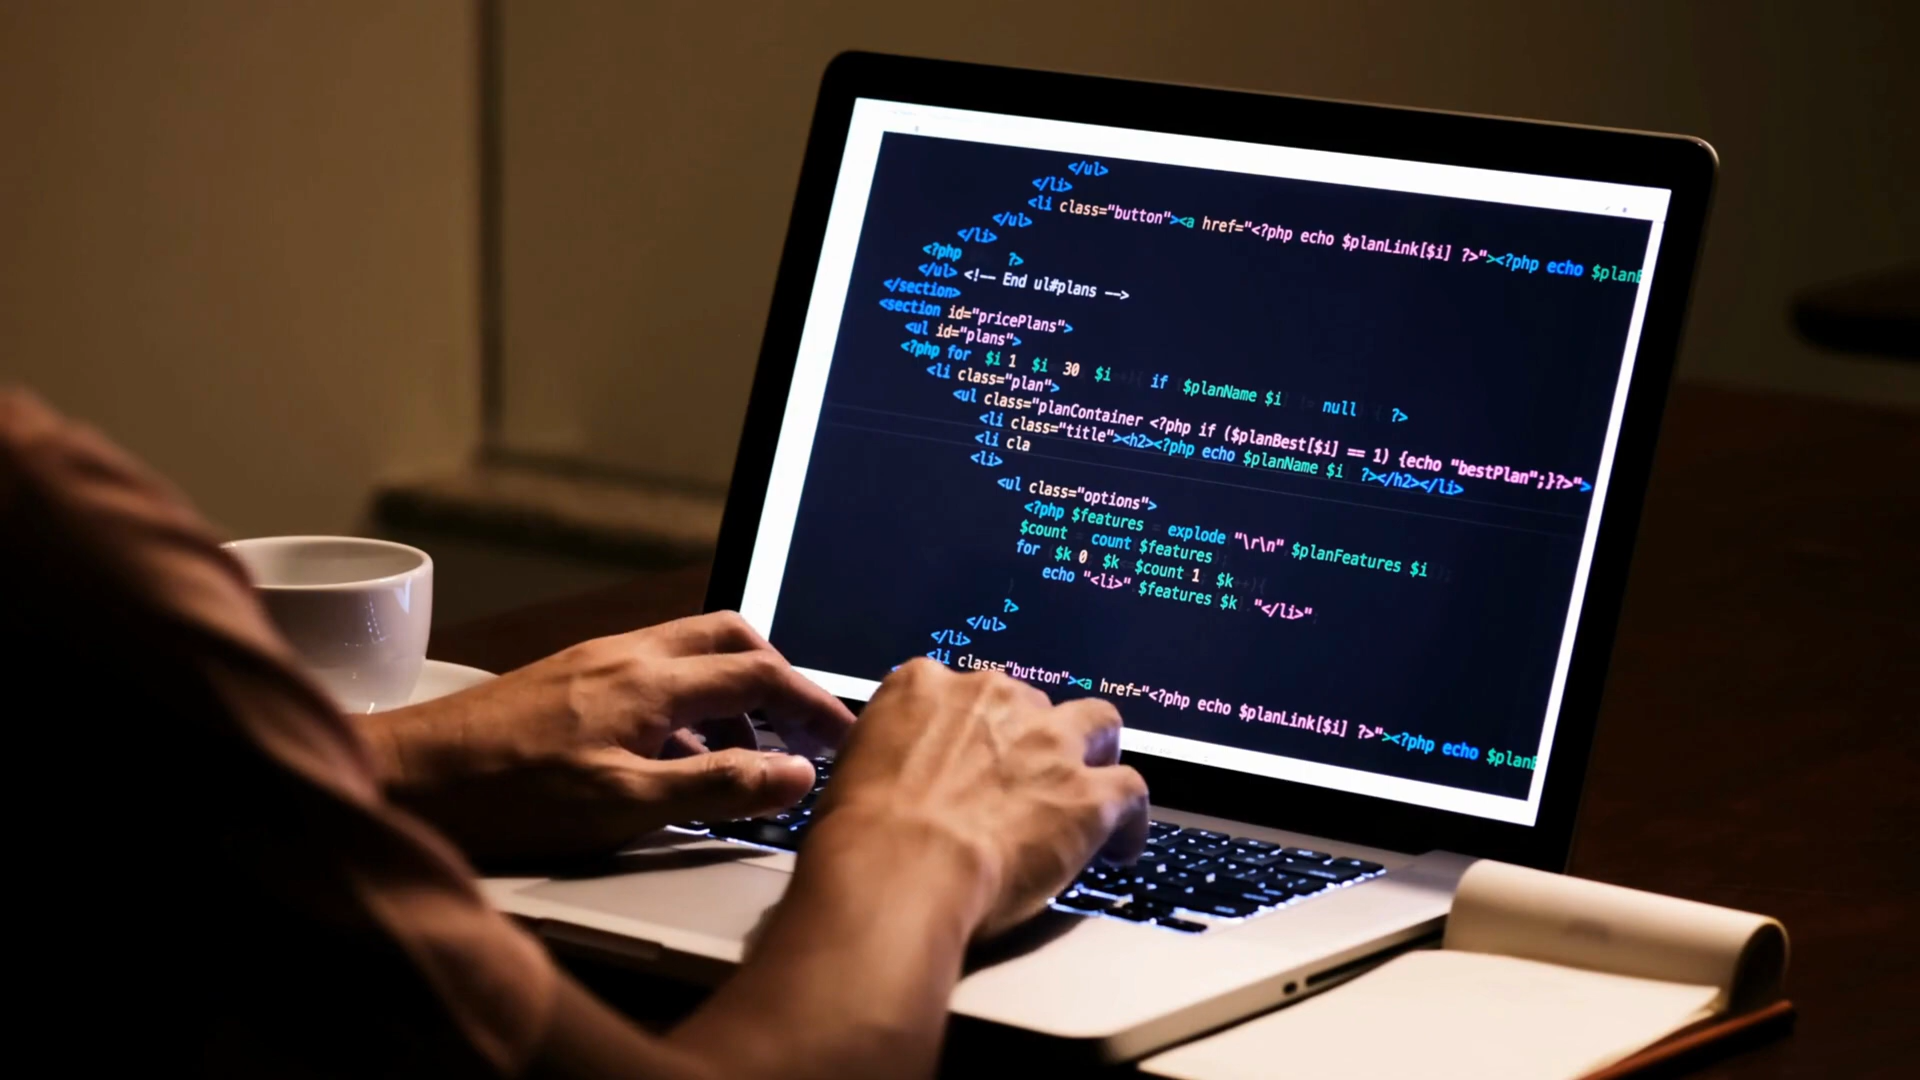 </ul>
</li>
<li class="button"><a href="<?php echo $planLink[$i] ?>"><?php echo $planB
</ul>
</li>
<?php ?>
</ul> <!-- End ul#plans -->
</section>
<section id="pricePlans">
<ul id="plans">
<?php for $i 1 $i 30 $i if $planName $i null ?>
<li class="plan">
<ul class="planContainer <?php if ($planBest[$i] == 1) {echo "bestPlan";}?>">
<li class="title"><h2><?php echo $planName $i ?></h2></li>
<li cla
<li>
<ul class="options">
<?php $features = explode "\r\n" $planFeatures $i
$count count $features
for $k 0 $k $count 1 $k
echo "<li>" $features $k "</li>"
?>
</ul>
</li>
<li class="button"><a href="<?php echo $planLink[$i] ?>"><?php echo $planB